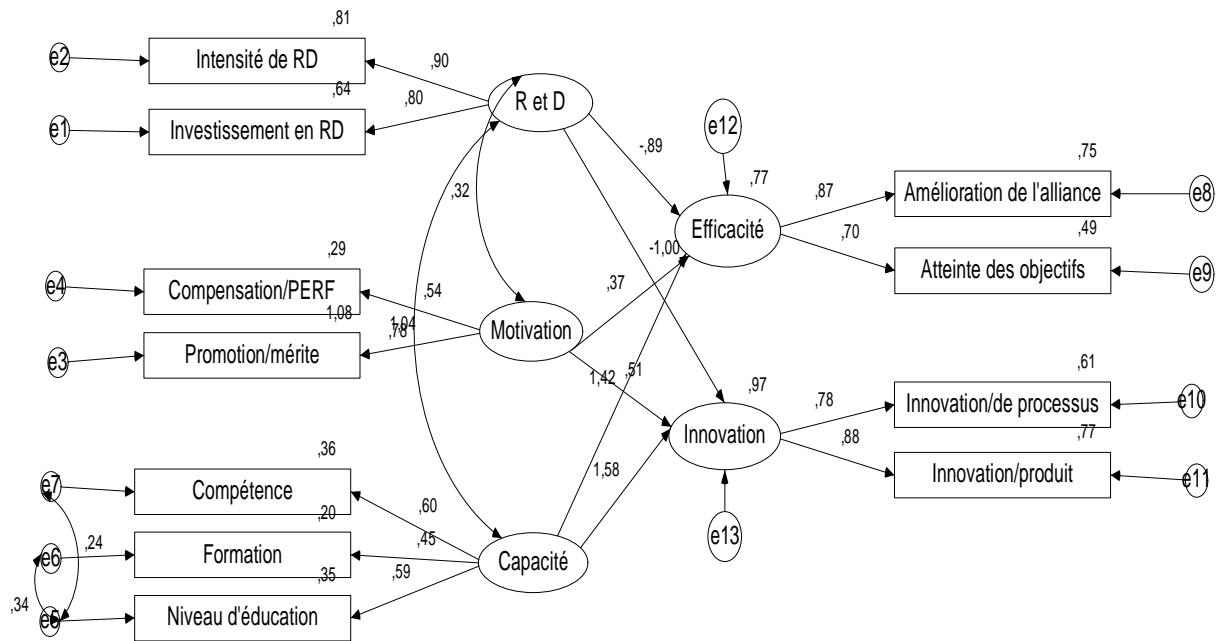 ,81
e2
Intensité de RD
,90
,64
R et D
e1
Investissement en RD
,80
e12
-,89
,75
,32
,77
,87
Amélioration de l'alliance
e8
Efficacité
,49
,70
-1,00
,29
Atteinte des objectifs
e9
,37
e4
Compensation/PERF
,54
1,08
1,04
Motivation
,78
e3
Promotion/mérite
,51
,61
1,42
,97
e10
Innovation/de processus
,78
,36
Innovation
,77
,88
e7
1,58
Innovation/produit
e11
Compétence
,60
,20
e13
,24
e6
Formation
,45
Capacité
,35
,59
,34
e5
Niveau d'éducation